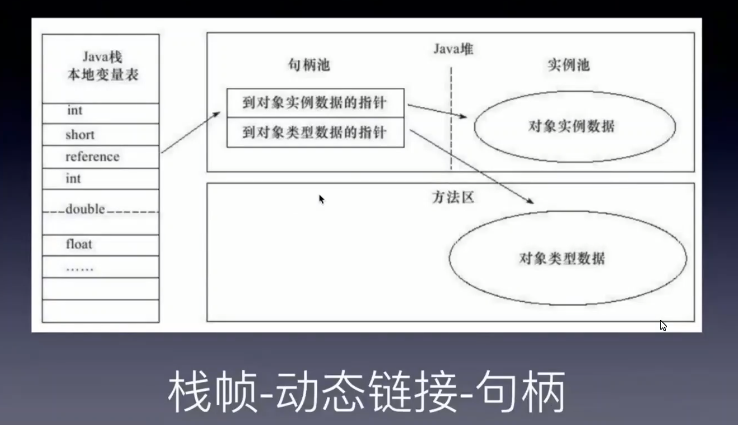 Java栈
本地变量表
int
short
reference
int
double
float
......
Java堆
句柄池
实例池
到对象实例数据的指针
到对象类型数据的指针
对象实例数据
方法区
对象类型数据
栈帧-动态链接-句柄